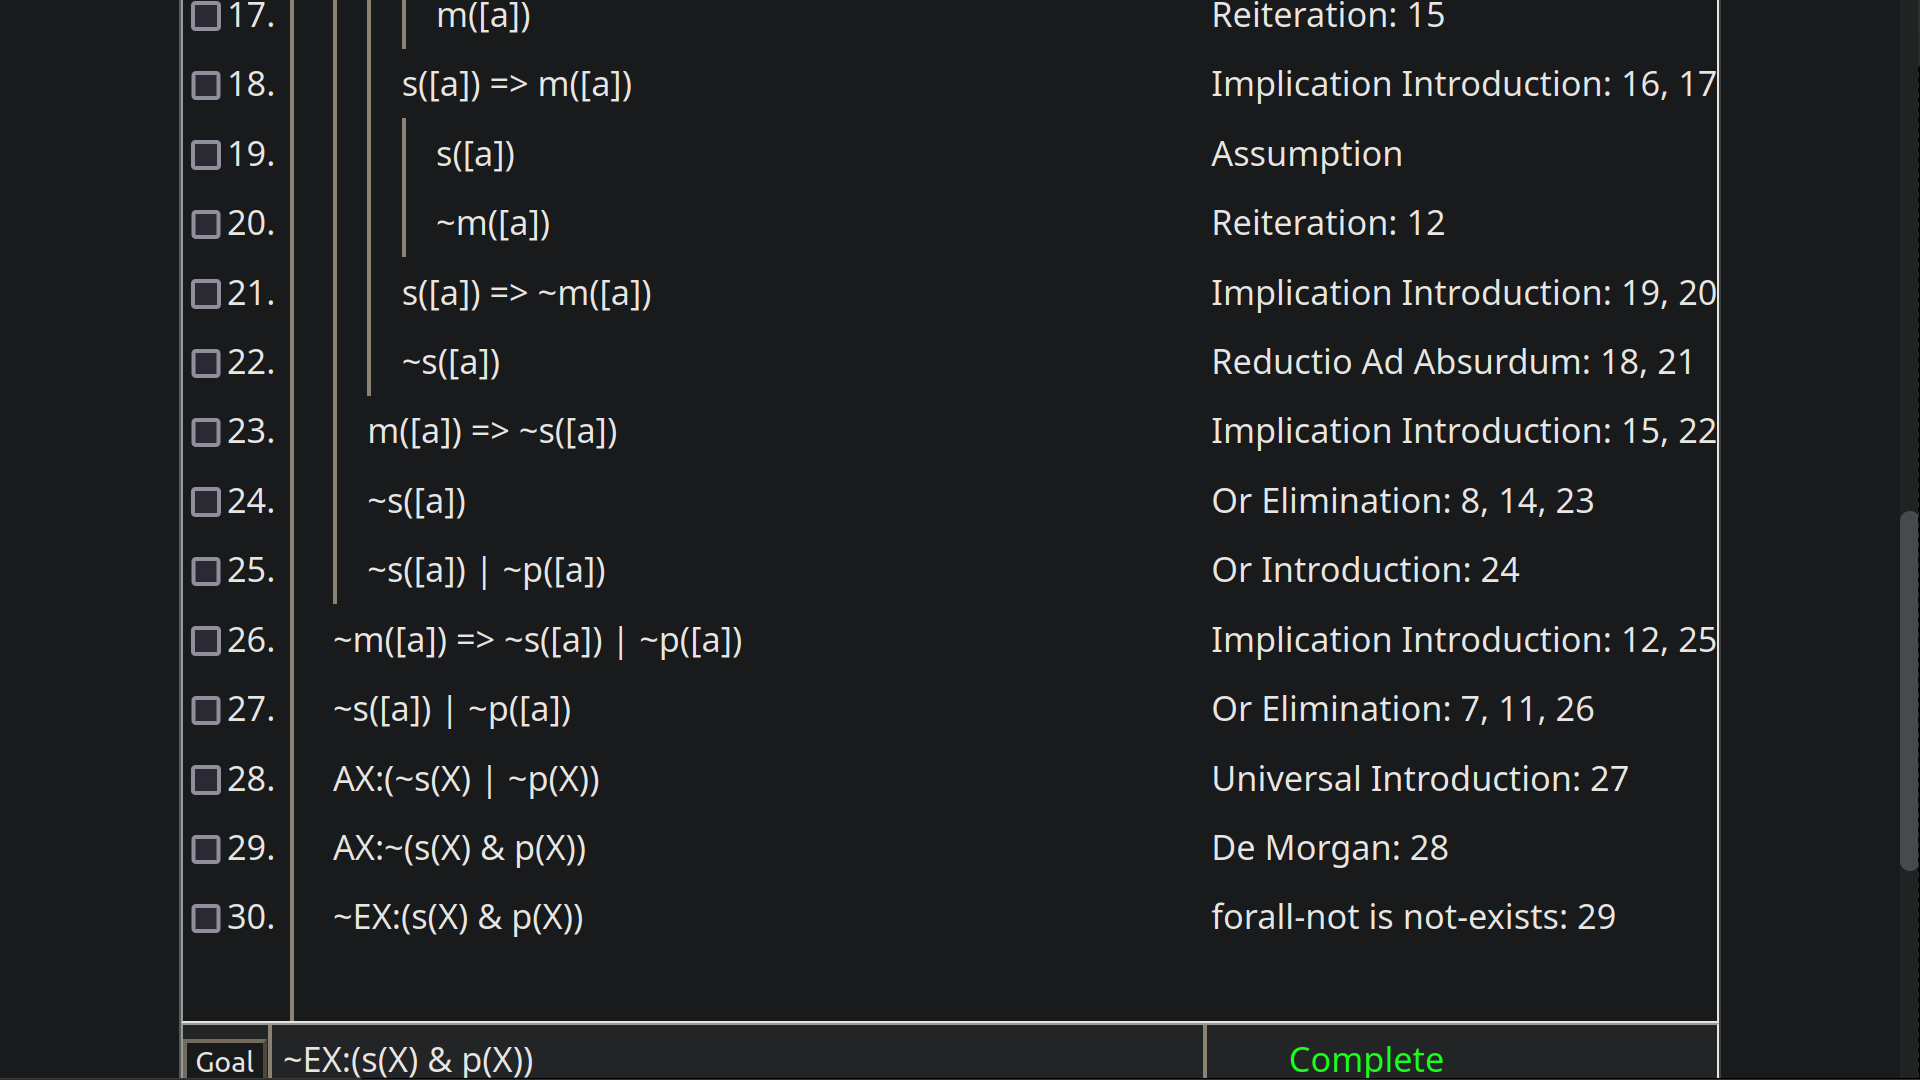 17. m([a]) Reiteration: 15
18. s([a]) => m([a]) Implication Introduction: 16, 17
19. s([a]) Assumption
20. ~m([a]) Reiteration: 12
21. s([a]) => ~m([a]) Implication Introduction: 19, 20
22. ~s([a]) Reductio Ad Absurdum: 18, 21
23. m([a]) => ~s([a]) Implication Introduction: 15, 22
24. ~s([a]) Or Elimination: 8, 14, 23
25. ~s([a]) | ~p([a]) Or Introduction: 24
26. ~m([a]) => ~s([a]) | ~p([a]) Implication Introduction: 12, 25
27. ~s([a]) | ~p([a]) Or Elimination: 7, 11, 26
28. AX:(~s(X) | ~p(X)) Universal Introduction: 27
29. AX:~(s(X) & p(X)) De Morgan: 28
30. ~EX:(s(X) & p(X)) forall-not is not-exists: 29
Goal ~EX:(s(X) & p(X)) Complete